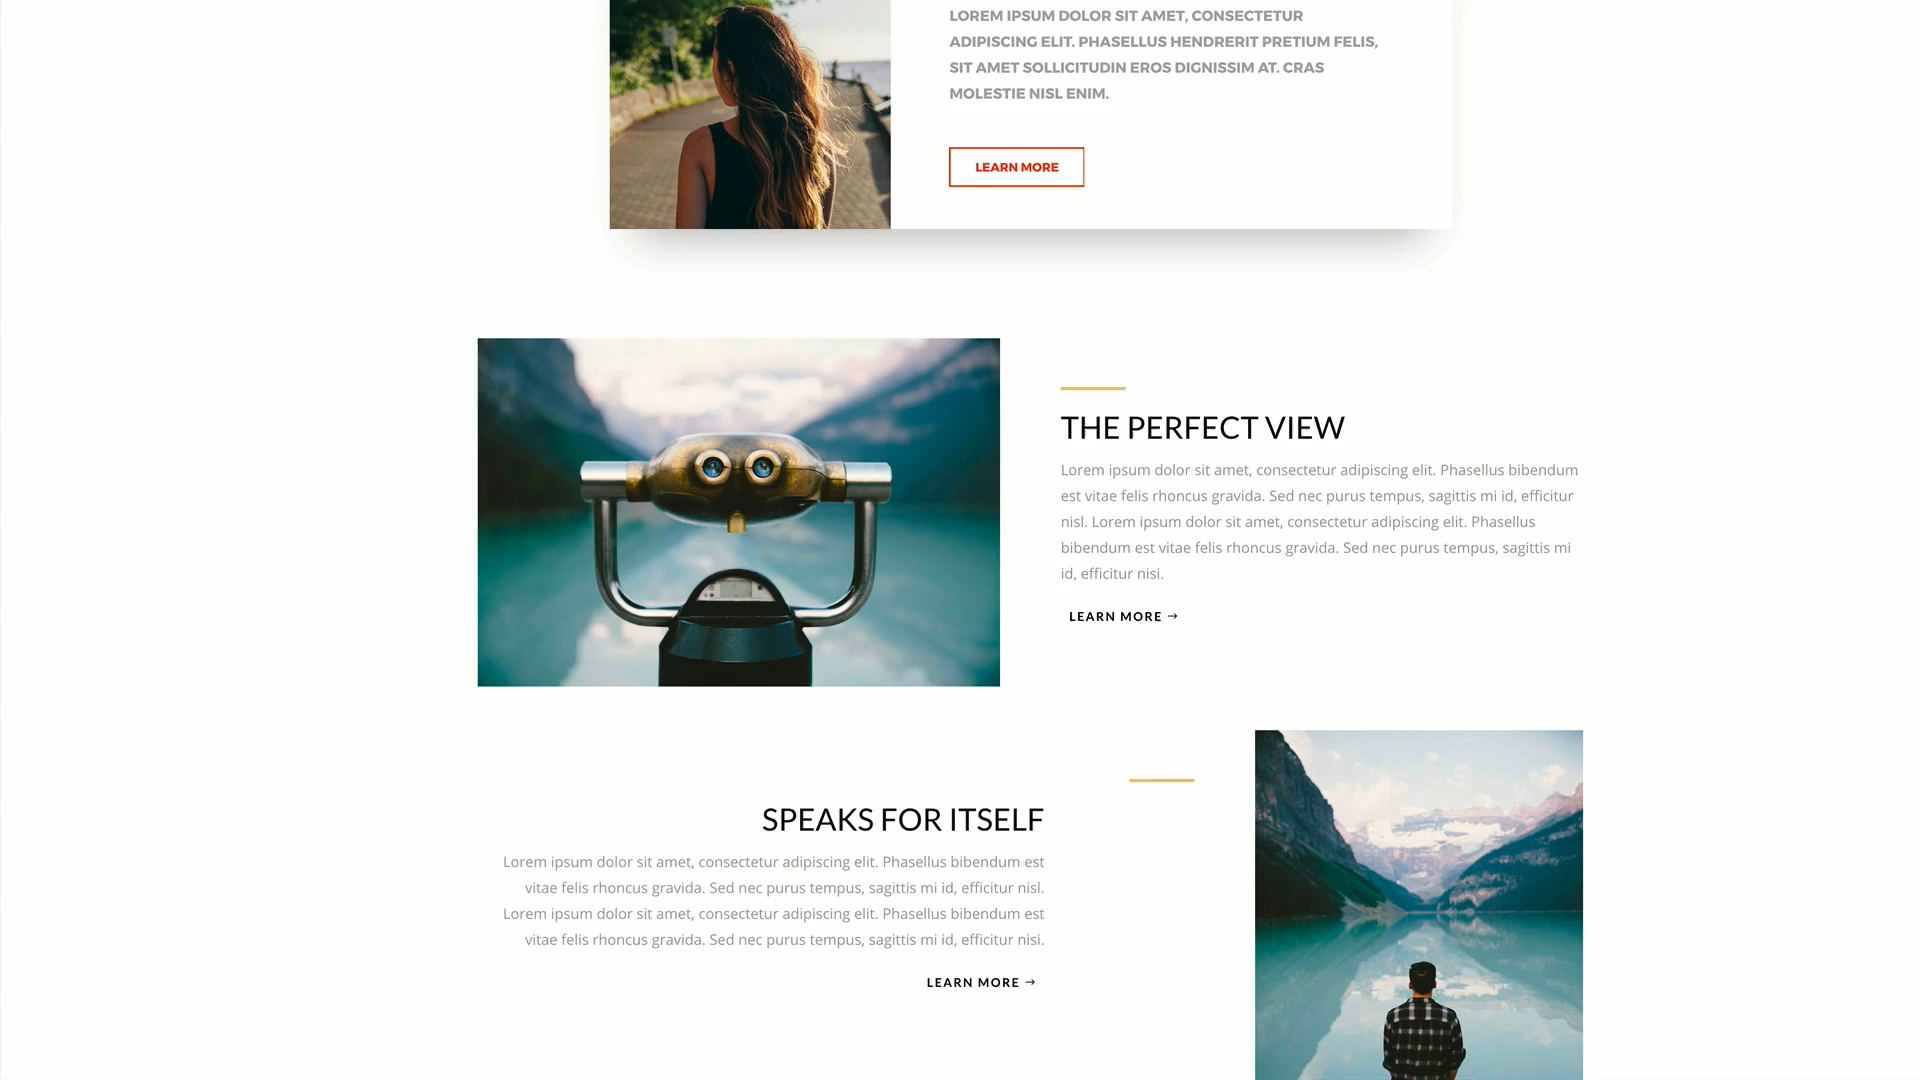 LOREM IPSUM DOLOR SIT AMET, CONSECTETUR
ADIPISCING ELIT. PHASELLUS HENDRERIT PRETIUM FELIS,
SIT AMET SOLLICITUDIN EROS DIGNISSIM AT. CRAS
MOLESTIE NISL ENIM.
LEARN MORE
THE PERFECT VIEW
Lorem ipsum dolor sit amet, consectetur adipiscing elit. Phasellus bibendum
est vitae felis rhoncus gravida. Sed nec purus tempus, sagittis mi id, efficitur
nisl. Lorem ipsum dolor sit amet, consectetur adipiscing elit. Phasellus
bibendum est vitae felis rhoncus gravida. Sed nec purus tempus, sagittis mi
id, efficitur nisi.
LEARN MORE →
SPEAKS FOR ITSELF
Lorem ipsum dolor sit amet, consectetur adipiscing elit. Phasellus bibendum est
vitae felis rhoncus gravida. Sed nec purus tempus, sagittis mi id, efficitur nisl.
Lorem ipsum dolor sit amet, consectetur adipiscing elit. Phasellus bibendum est
vitae felis rhoncus gravida. Sed nec purus tempus, sagittis mi id, efficitur nisi.
LEARN MORE →